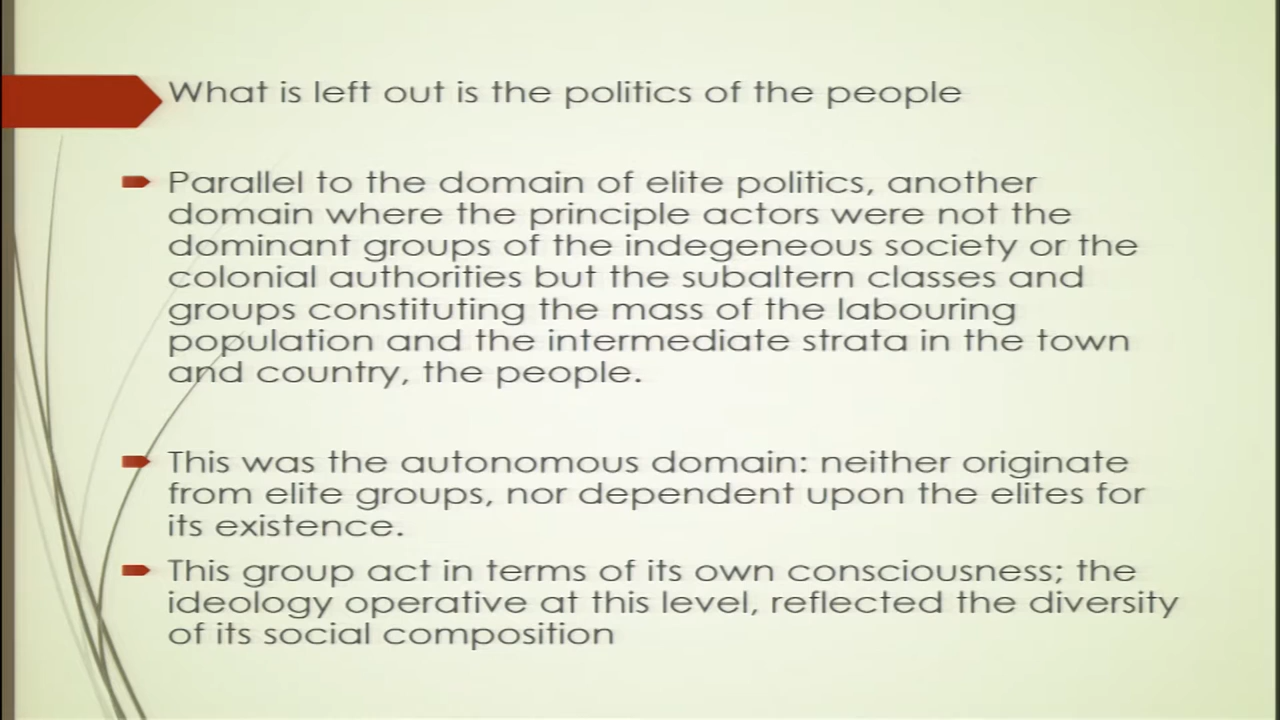 What is left out is the politics of the people
Parallel to the domain of elite politics, another
domain where the principle actors were not the
dominant groups of the indegeneous society or the
colonial authorities but the subaltern classes and
groups constituting the mass of the labouring
population and the intermediate strata in the town
and country, the people.
This was the autonomous domain: neither originate
from elite groups, nor dependent upon the elites for
its existence.
This group act in terms of its own consciousness; the
ideology operative at this level, reflected the diversity
of its social composition